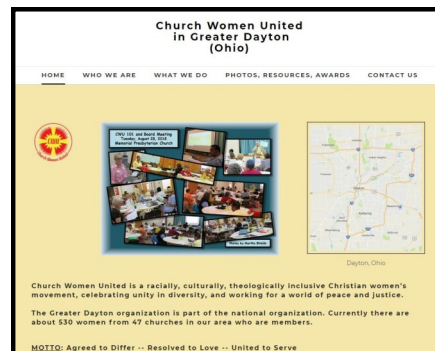 Church Women United
in Greater Dayton
(Ohio)
HOME WHO WE ARE WHAT WE DO PHOTOS, RESOURCES, AWARDS CONTACT US
CWU 101 and Board Meeting
Memorial Presbyterian Church
CWU
Dayton, Ohio
Church Women United is a racially, culturally, theologically inclusive Christian women's
movement, celebrating unity in diversity, and working for a world of peace and justice.
The Greater Dayton organization is part of the national organization. Currently there are
about 530 women from 47 churches in our area who are members.
MOTTO: Agreed to Differ -- Resolved to Love -- United to Serve